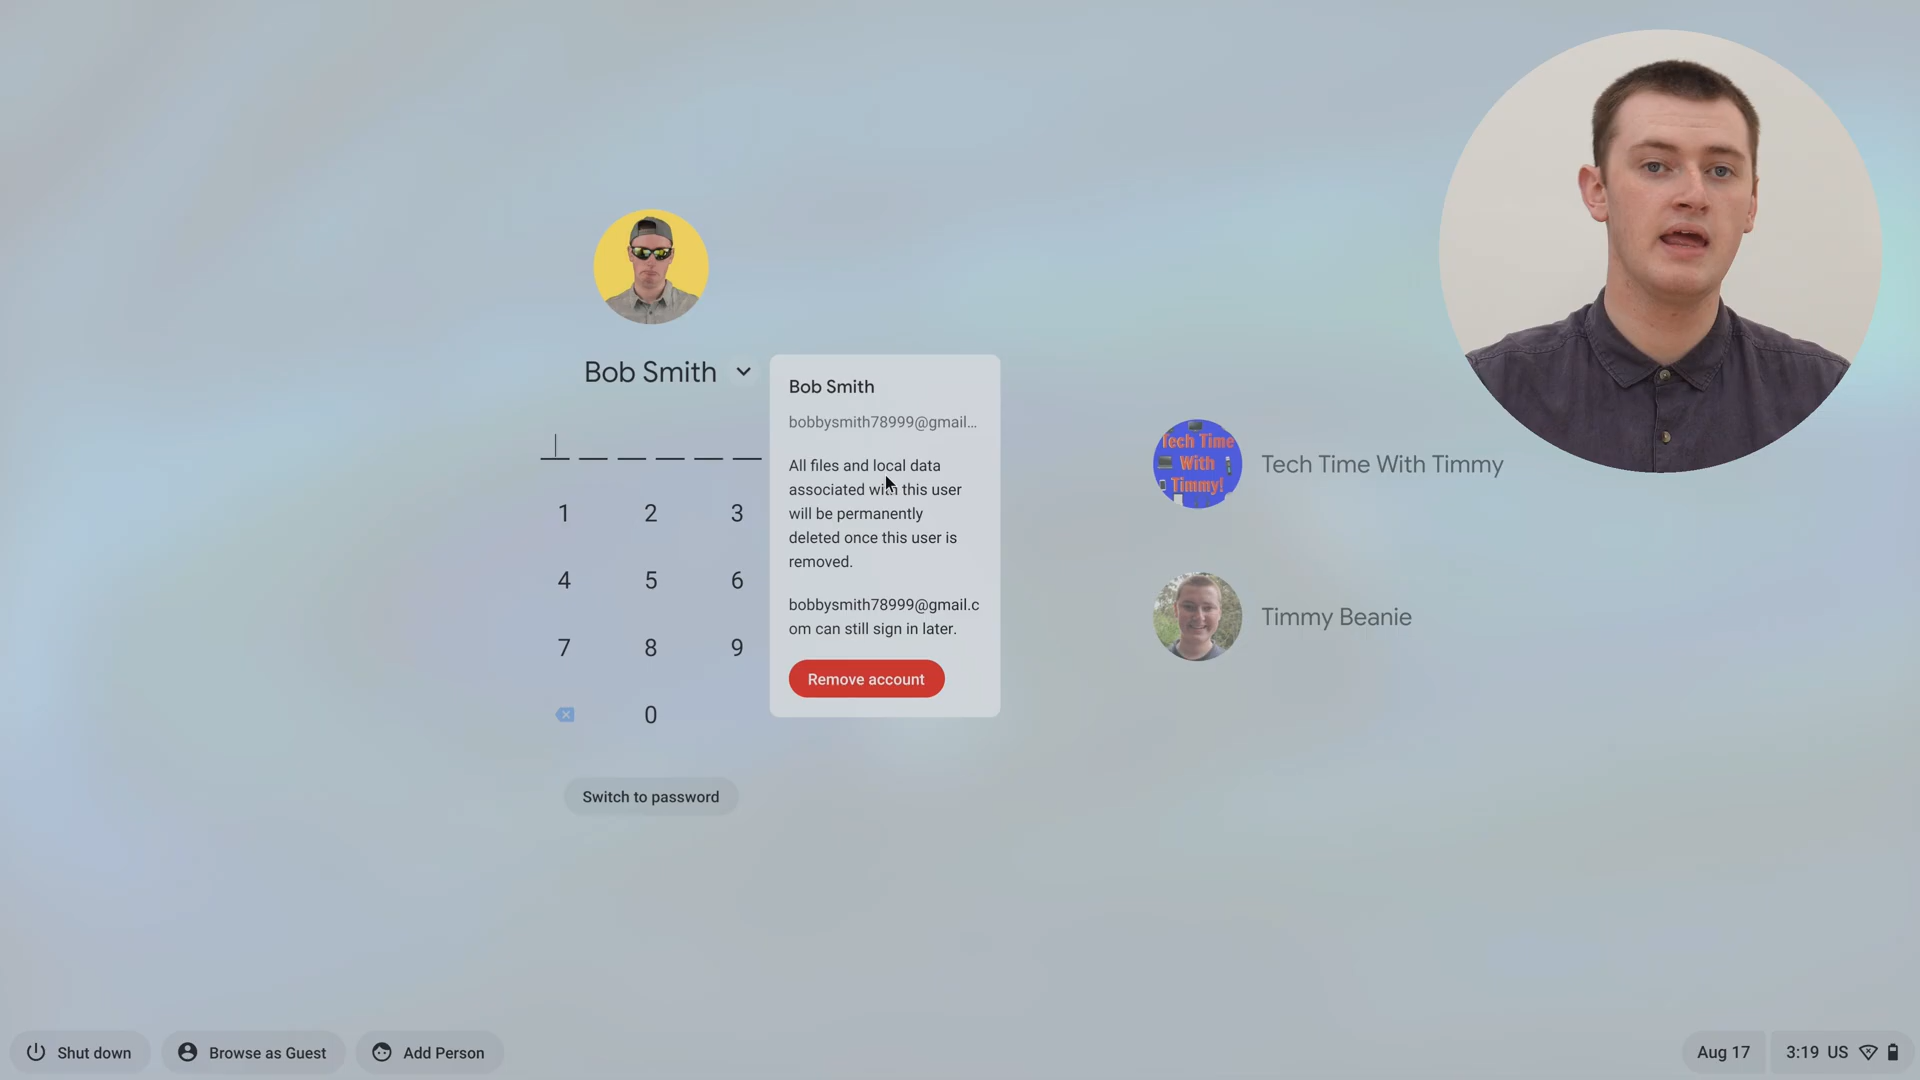 Bob Smith
1 2 3
4 5 6
7 8 9
0
Switch to password
Bob Smith
bobbysmith78999@gmail...
All files and local data
associated with this user
will be permanently
deleted once this user is
removed.
bobbysmith78999@gmail.c
om can still sign in later.
Remove account
Tech Time
With
Timmy!
Tech Time With Timmy
Timmy Beanie
Shut down
Browse as Guest
Add Person
Aug 17
3:19 US